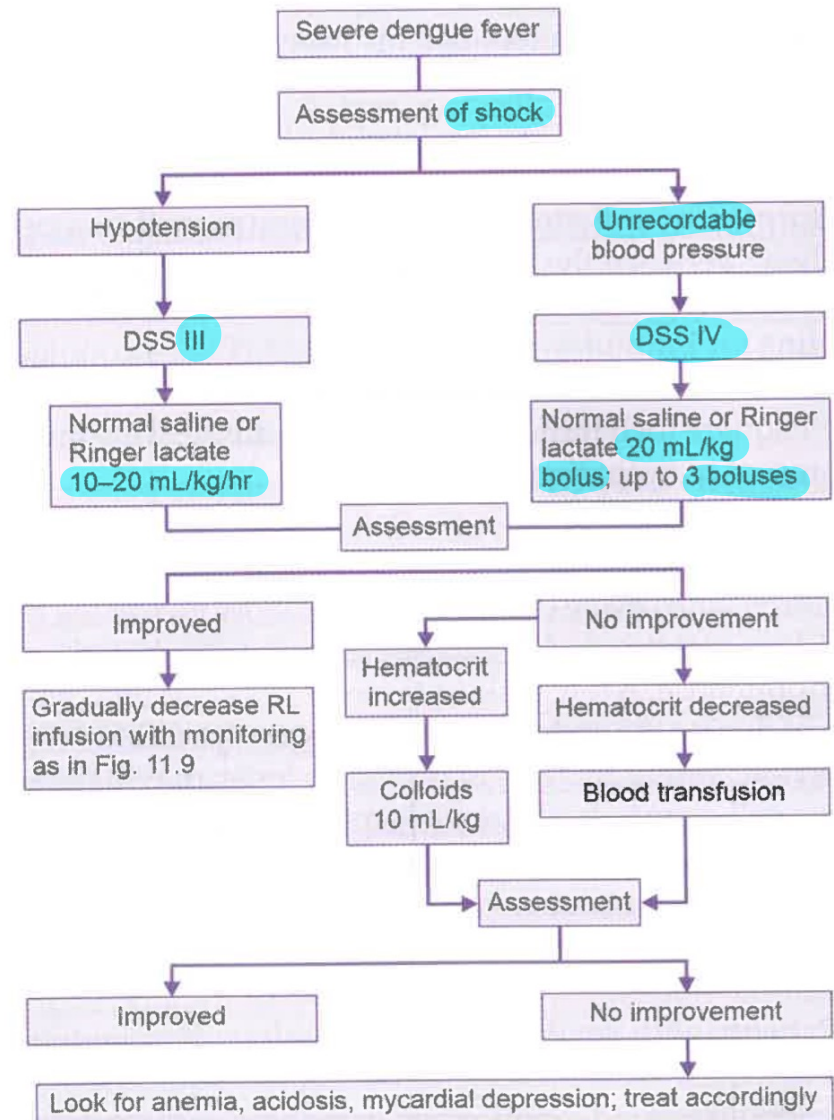 Severe dengue fever
Assessment of shock
Hypotension
Unrecordable
blood pressure
DSS III
DSS IV
Normal saline or
Ringer lactate
10–20 mL/kg/hr
Normal saline or Ringer
lactate 20 mL/kg
bolus; up to 3 boluses
Assessment
Improved
No improvement
Gradually decrease RL
infusion with monitoring
as in Fig. 11.9
Hematocrit
increased
Hematocrit decreased
Colloids
10 mL/kg
Blood transfusion
Assessment
Improved
No improvement
Look for anemia, acidosis, mycardial depression; treat accordingly